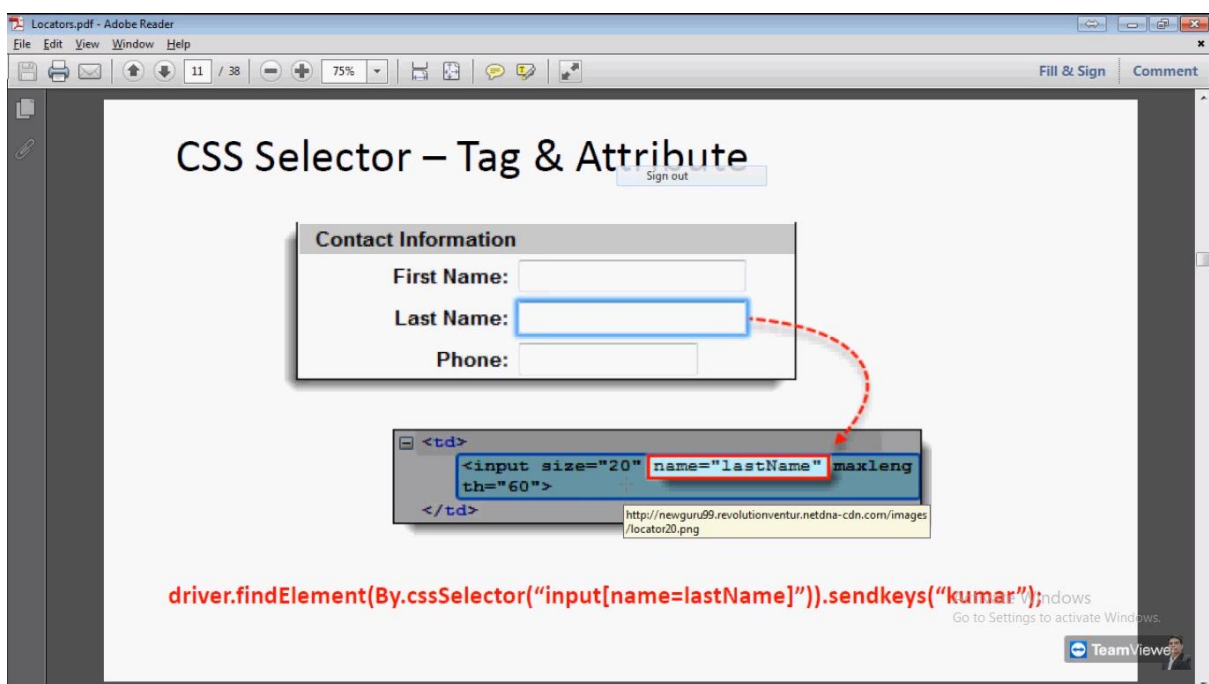 Locators.pdf - Adobe Reader
File Edit View Window Help
11 / 38 75% Fill & Sign Comment
CSS Selector – Tag & Attribute
Sign out
Contact Information
First Name:
Last Name:
Phone:
<td>
<input size="20" name="lastName" maxleng
th="60">
</td>
http://newguru99.revolutionventur.netdna-cdn.com/images
/locator20.png
driver.findElement(By.cssSelector(“input[name=lastName]”)).sendkeys(“kumar”);
Activate Windows
Go to Settings to activate Windows.
TeamViewer